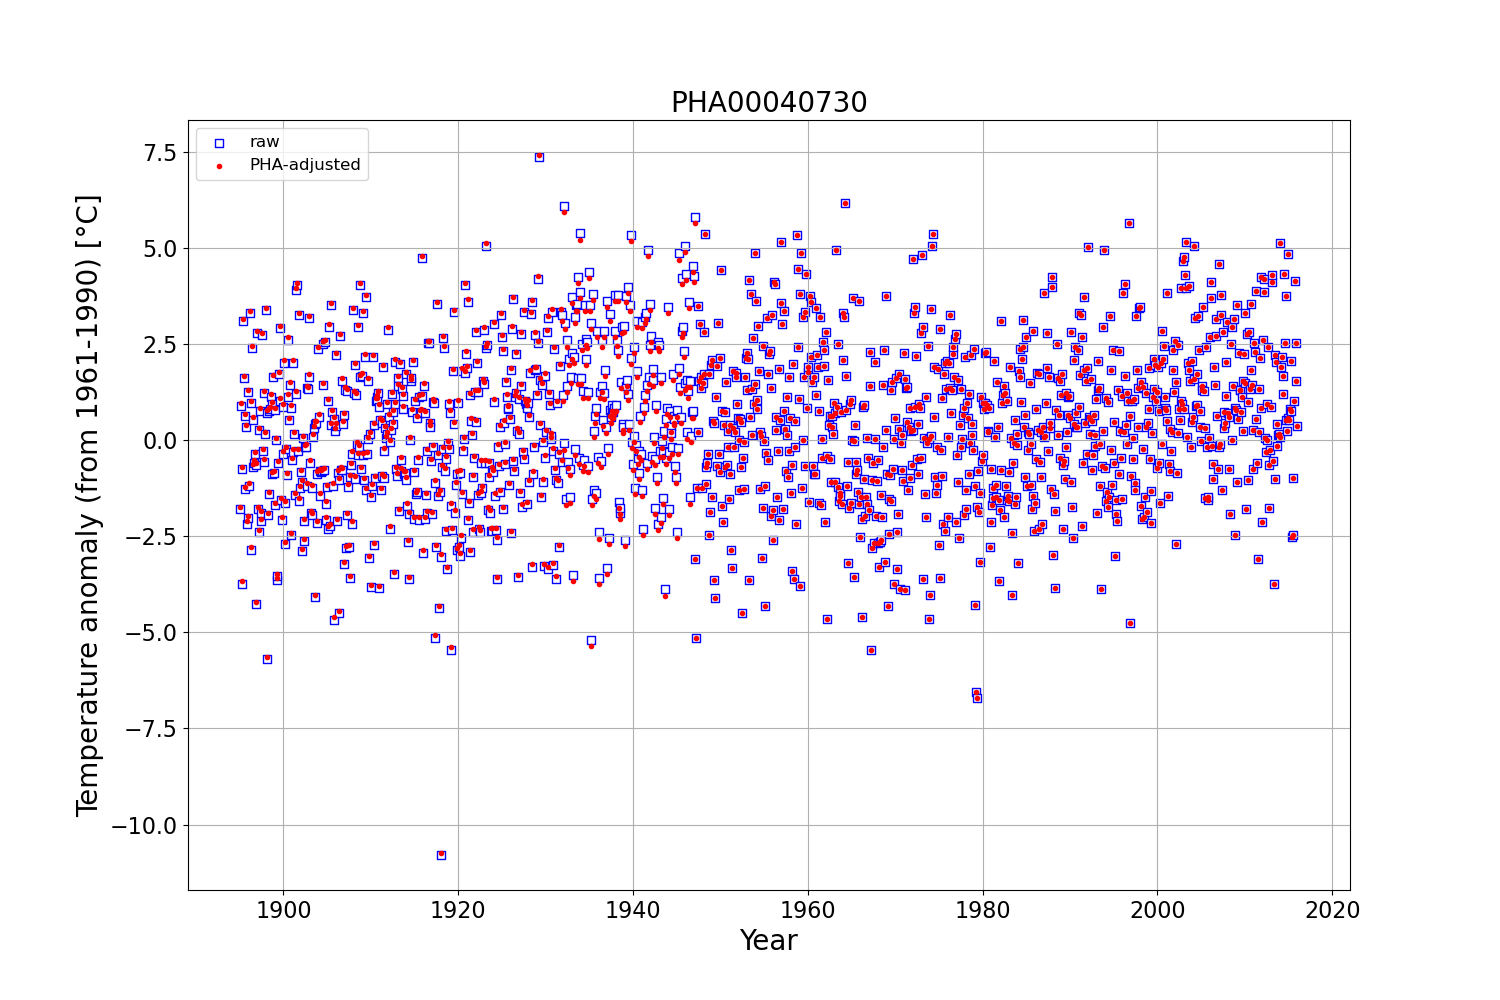 PHA00040730
raw
PHA-adjusted
Temperature anomaly (from 1961-1990) [°C]
7.5
5.0
2.5
0.0
−2.5
−5.0
−7.5
−10.0
1900 1920 1940 1960 1980 2000 2020
Year